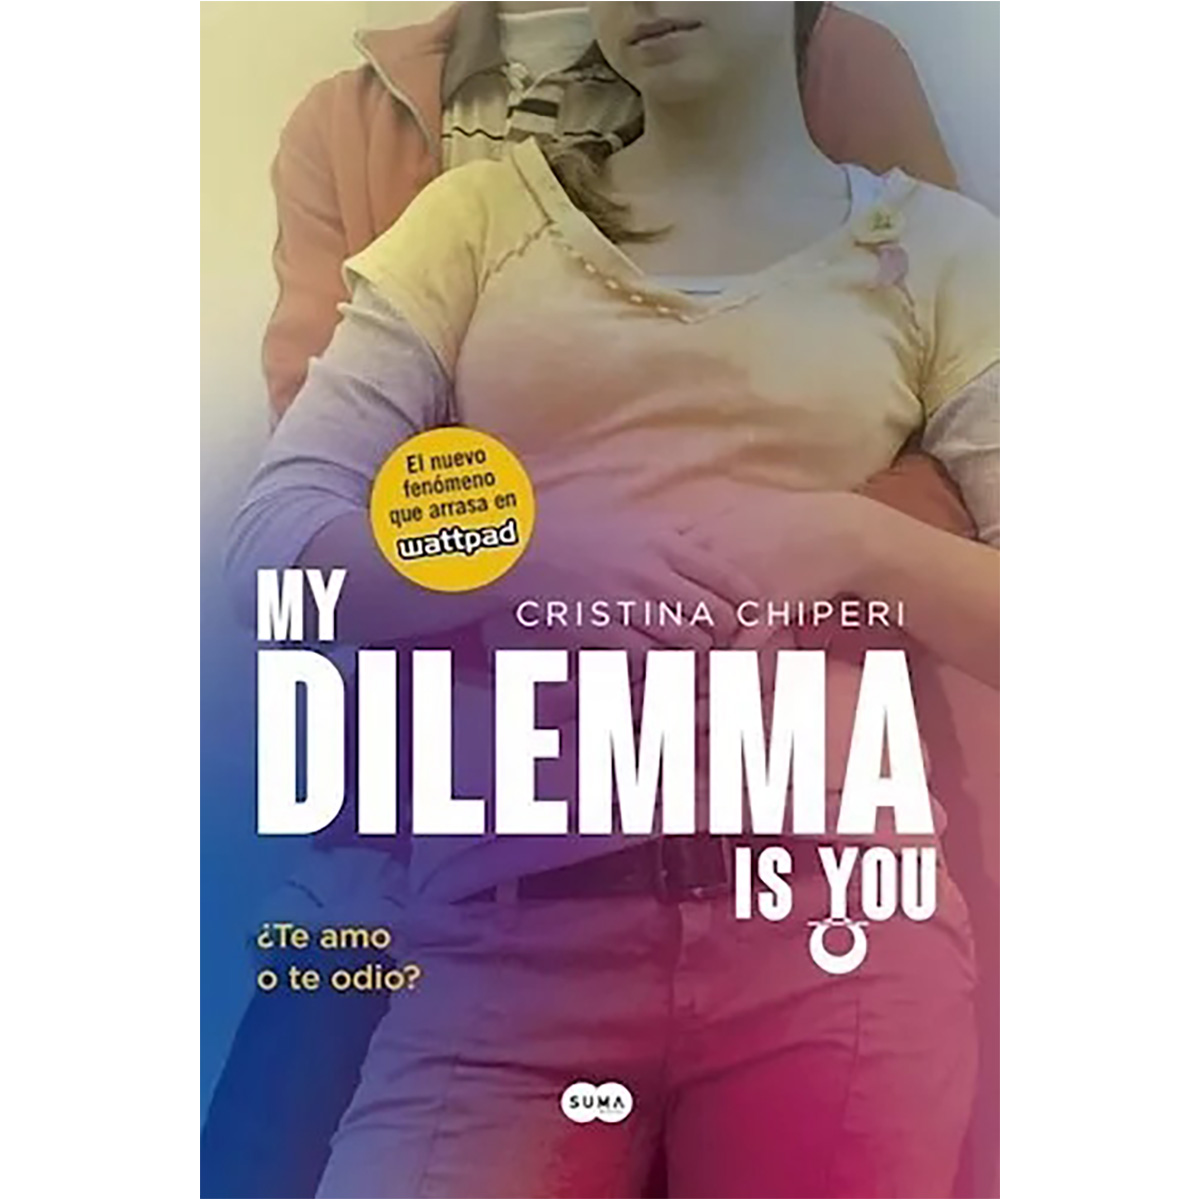 El nuevo
fenómeno
que arrasa en
wattpad
CRISTINA CHIPERI
MY
DILEMMA
IS YOU
¿Te amo
o te odio?
SUMA